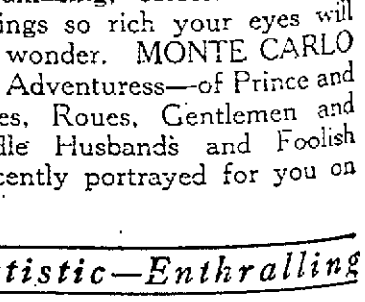 ings so rich your eyes will
wonder. MONTE CARLO
Adventuress—of Prince and
es, Roues, Gentlemen and
lle Husbands and Foolish
cently portrayed for you on
tistic—Enthralling